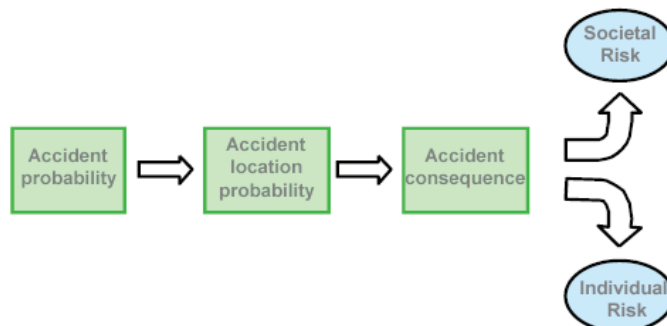 Societal
Risk
Accident
probability
Accident
location
probability
Accident
consequence
Individual
Risk